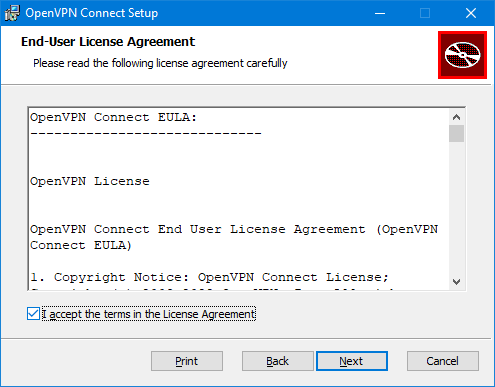 OpenVPN Connect Setup
End-User License Agreement
Please read the following license agreement carefully
OpenVPN Connect EULA:
-----------------------------
OpenVPN License
OpenVPN Connect End User License Agreement (OpenVPN
Connect EULA)
1. Copyright Notice: OpenVPN Connect License;
I accept the terms in the License Agreement
Print
Back
Next
Cancel